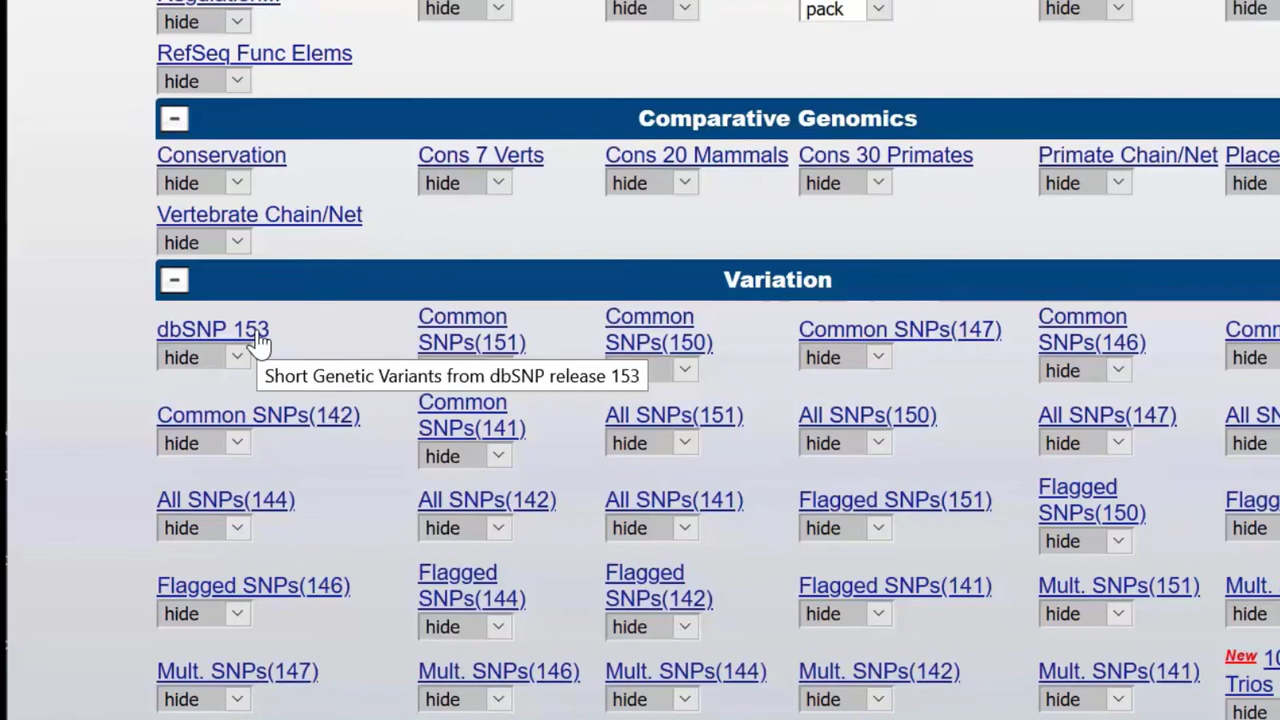 hide hide hide pack hide hide
RefSeq Func Elems
hide
Comparative Genomics
Conservation Cons 7 Verts Cons 20 Mammals Cons 30 Primates Primate Chain/Net
hide hide hide hide hide hide
Vertebrate Chain/Net
hide
Variation
dbSNP 153 Common SNPs(151) Common SNPs(150) Common SNPs(147) Common SNPs(146)
hide hide hide hide
Short Genetic Variants from dbSNP release 153
Common SNPs(142) Common SNPs(141) All SNPs(151) All SNPs(150) All SNPs(147) All
hide hide hide hide hide hide
All SNPs(144) All SNPs(142) All SNPs(141) Flagged SNPs(151) Flagged SNPs(150)
hide hide hide hide hide hide
Flagged SNPs(146) Flagged SNPs(144) Flagged SNPs(142) Flagged SNPs(141) Mult. SNPs(151) Mult.
hide hide hide hide hide hide
Mult. SNPs(147) Mult. SNPs(146) Mult. SNPs(144) Mult. SNPs(142) Mult. SNPs(141) New
Trios
hide hide hide hide hide hide